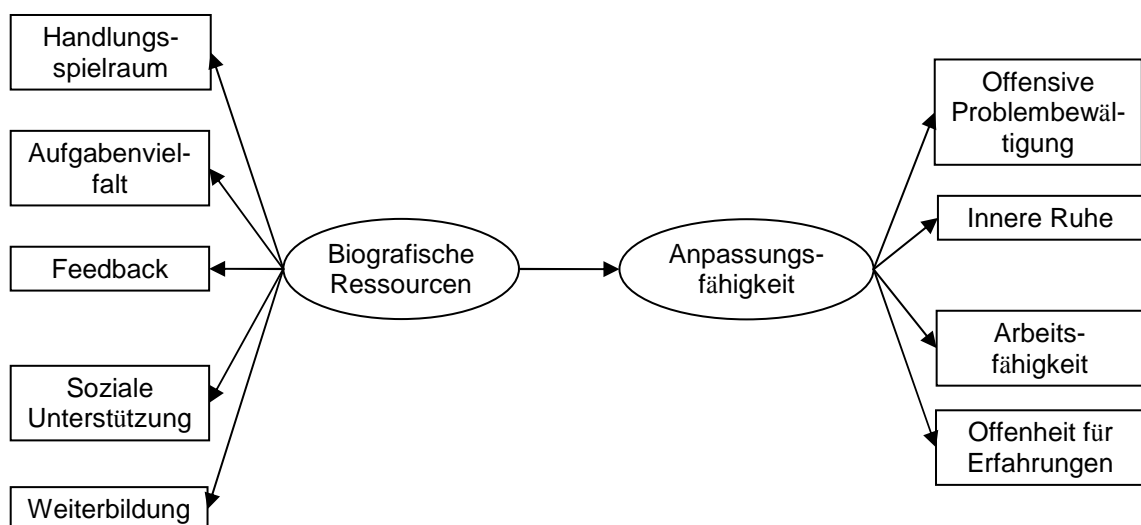 Handlungs-
spielraum
Aufgabenviel-
falt
Feedback
Soziale
Unterstützung
Weiterbildung
Biografische
Ressourcen
Anpassungs-
fähigkeit
Offensive
Problembewäl-
tigung
Innere Ruhe
Arbeits-
fähigkeit
Offenheit für
Erfahrungen